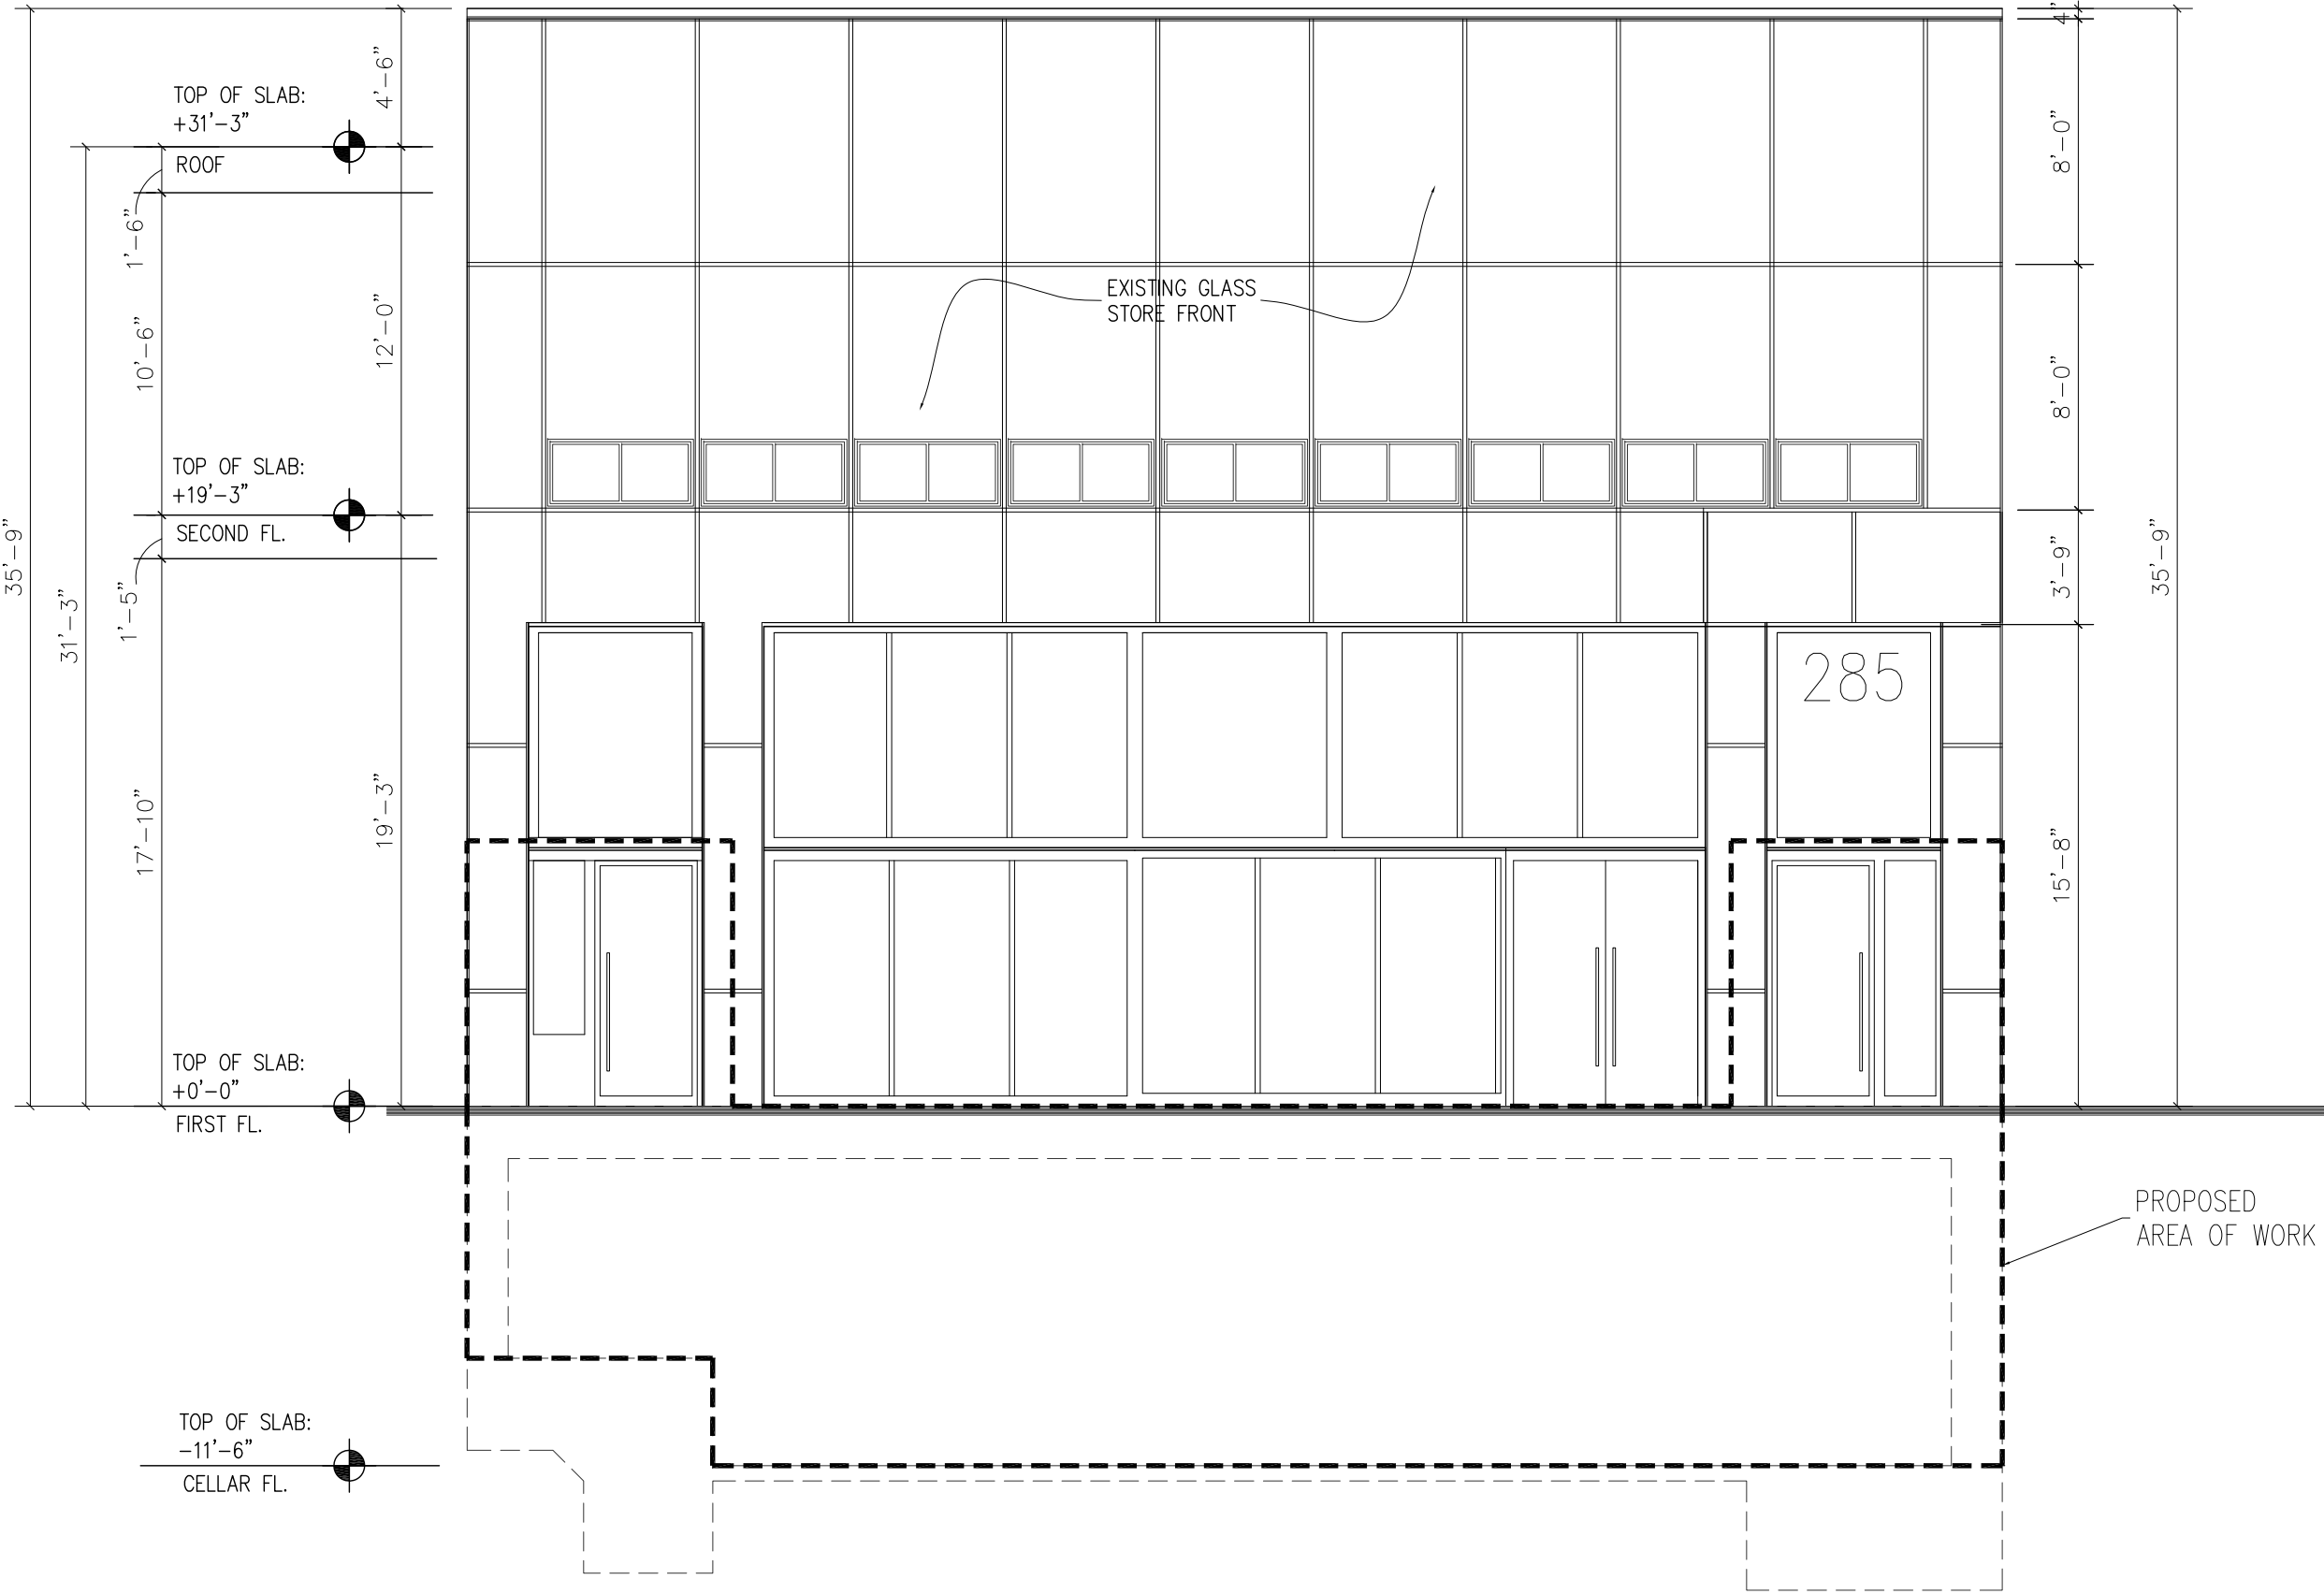 4"
4'-6"
TOP OF SLAB:
+31'-3"
8'-0"
ROOF
1'-6"
EXISTING GLASS
STORE FRONT
12'-0"
10'-6"
8'-0"
TOP OF SLAB:
+19'-3"
SECOND FL.
35'-9"
3'-9"
35'-9"
1'-5"
31'-3"
285
19'-3"
17'-10"
15'-8"
TOP OF SLAB:
+0'-0"
FIRST FL.
PROPOSED
AREA OF WORK
TOP OF SLAB:
-11'-6"
CELLAR FL.